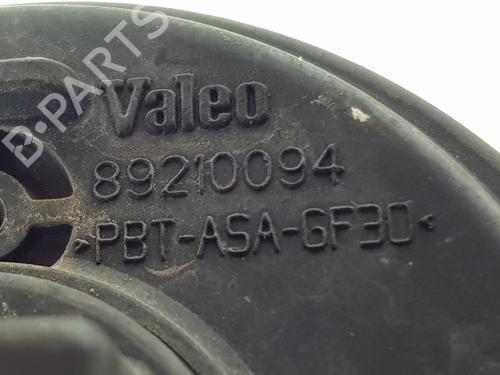 B-PARTS
Valeo
89210094
>PBT-ASA-GF30<